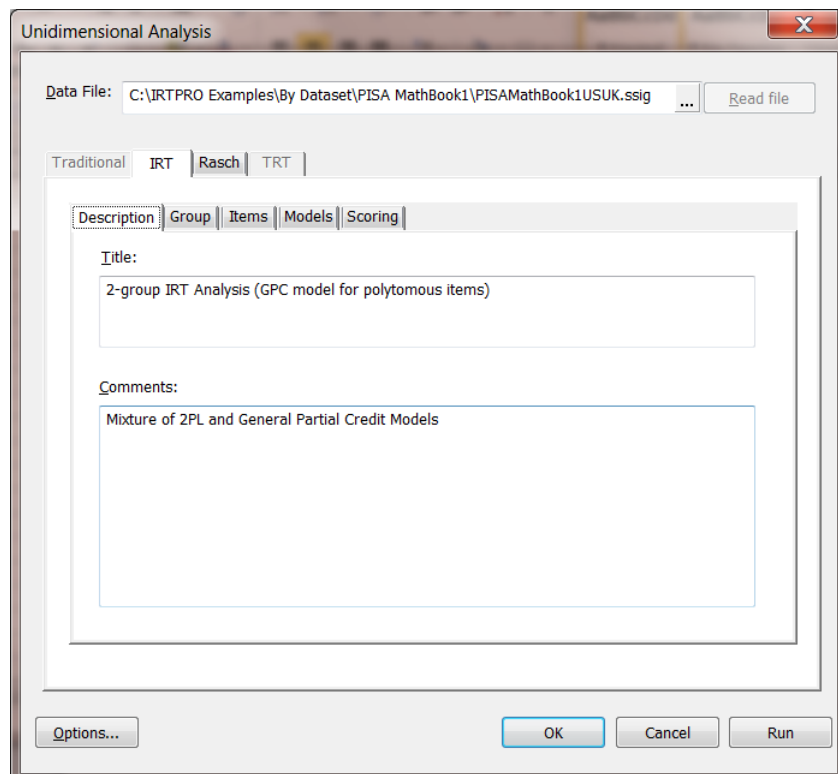 Unidimensional Analysis
Data File: C:\IRTPRO Examples\By Dataset\PISA MathBook1\PISAMathBook1USUK.ssig ... Read file
Traditional IRT Rasch TRT
Description Group Items Models Scoring
Title:
2-group IRT Analysis (GPC model for polytomous items)
Comments:
Mixture of 2PL and General Partial Credit Models
Options... OK Cancel Run